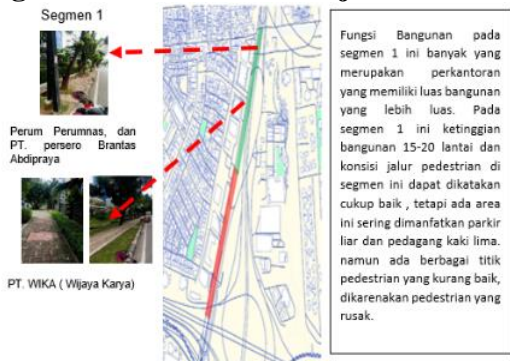 Segmen 1
Perum Perumnas, dan
PT. persero Brantas
Abdipraya
PT. WIKA ( Wijaya Karya)
Fungsi Bangunan pada
segmen 1 ini banyak yang
merupakan perkantoran
yang memiliki luas bangunan
yang lebih luas. Pada
segmen 1 ini ketinggian
bangunan 15-20 lantai dan
konsisi jalur pedestrian di
segmen ini dapat dikatakan
cukup baik , tetapi ada area
ini sering dimanfatkan parkir
liar dan pedagang kaki lima.
namun ada berbagai titik
pedestrian yang kurang baik,
dikarenakan pedestrian yang
rusak.